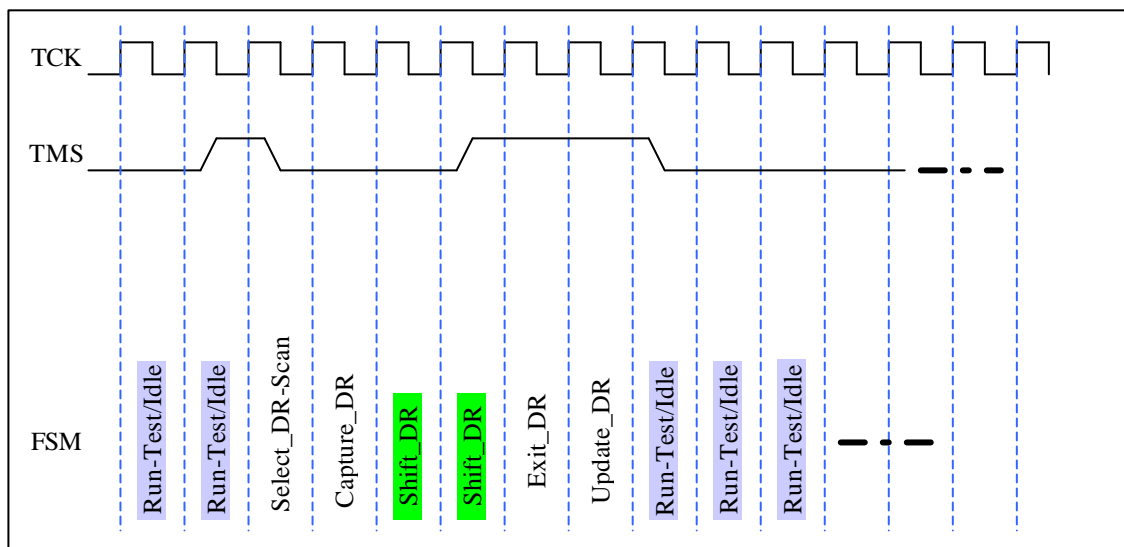 TCK
TMS
FSM
Run-Test/Idle
Run-Test/Idle
Select_DR-Scan
Capture_DR
Shift_DR
Shift_DR
Exit_DR
Update_DR
Run-Test/Idle
Run-Test/Idle
Run-Test/Idle